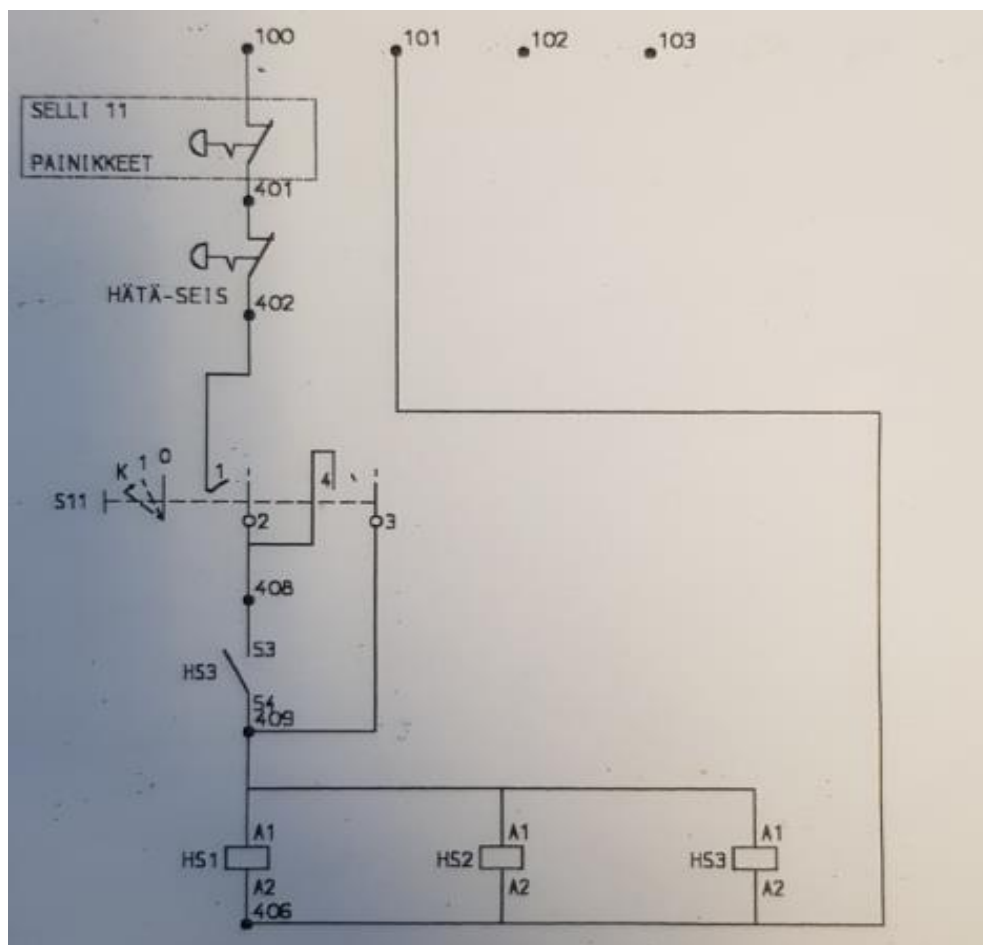 100
101
102
103
SELLI 11
PAINIKKEET
401
HÄTÄ-SEIS
402
K 1 0
S11
1
2
4
3
408
53
HS3
54
409
A1
HS1
A2
406
A1
HS2
A2
A1
HS3
A2